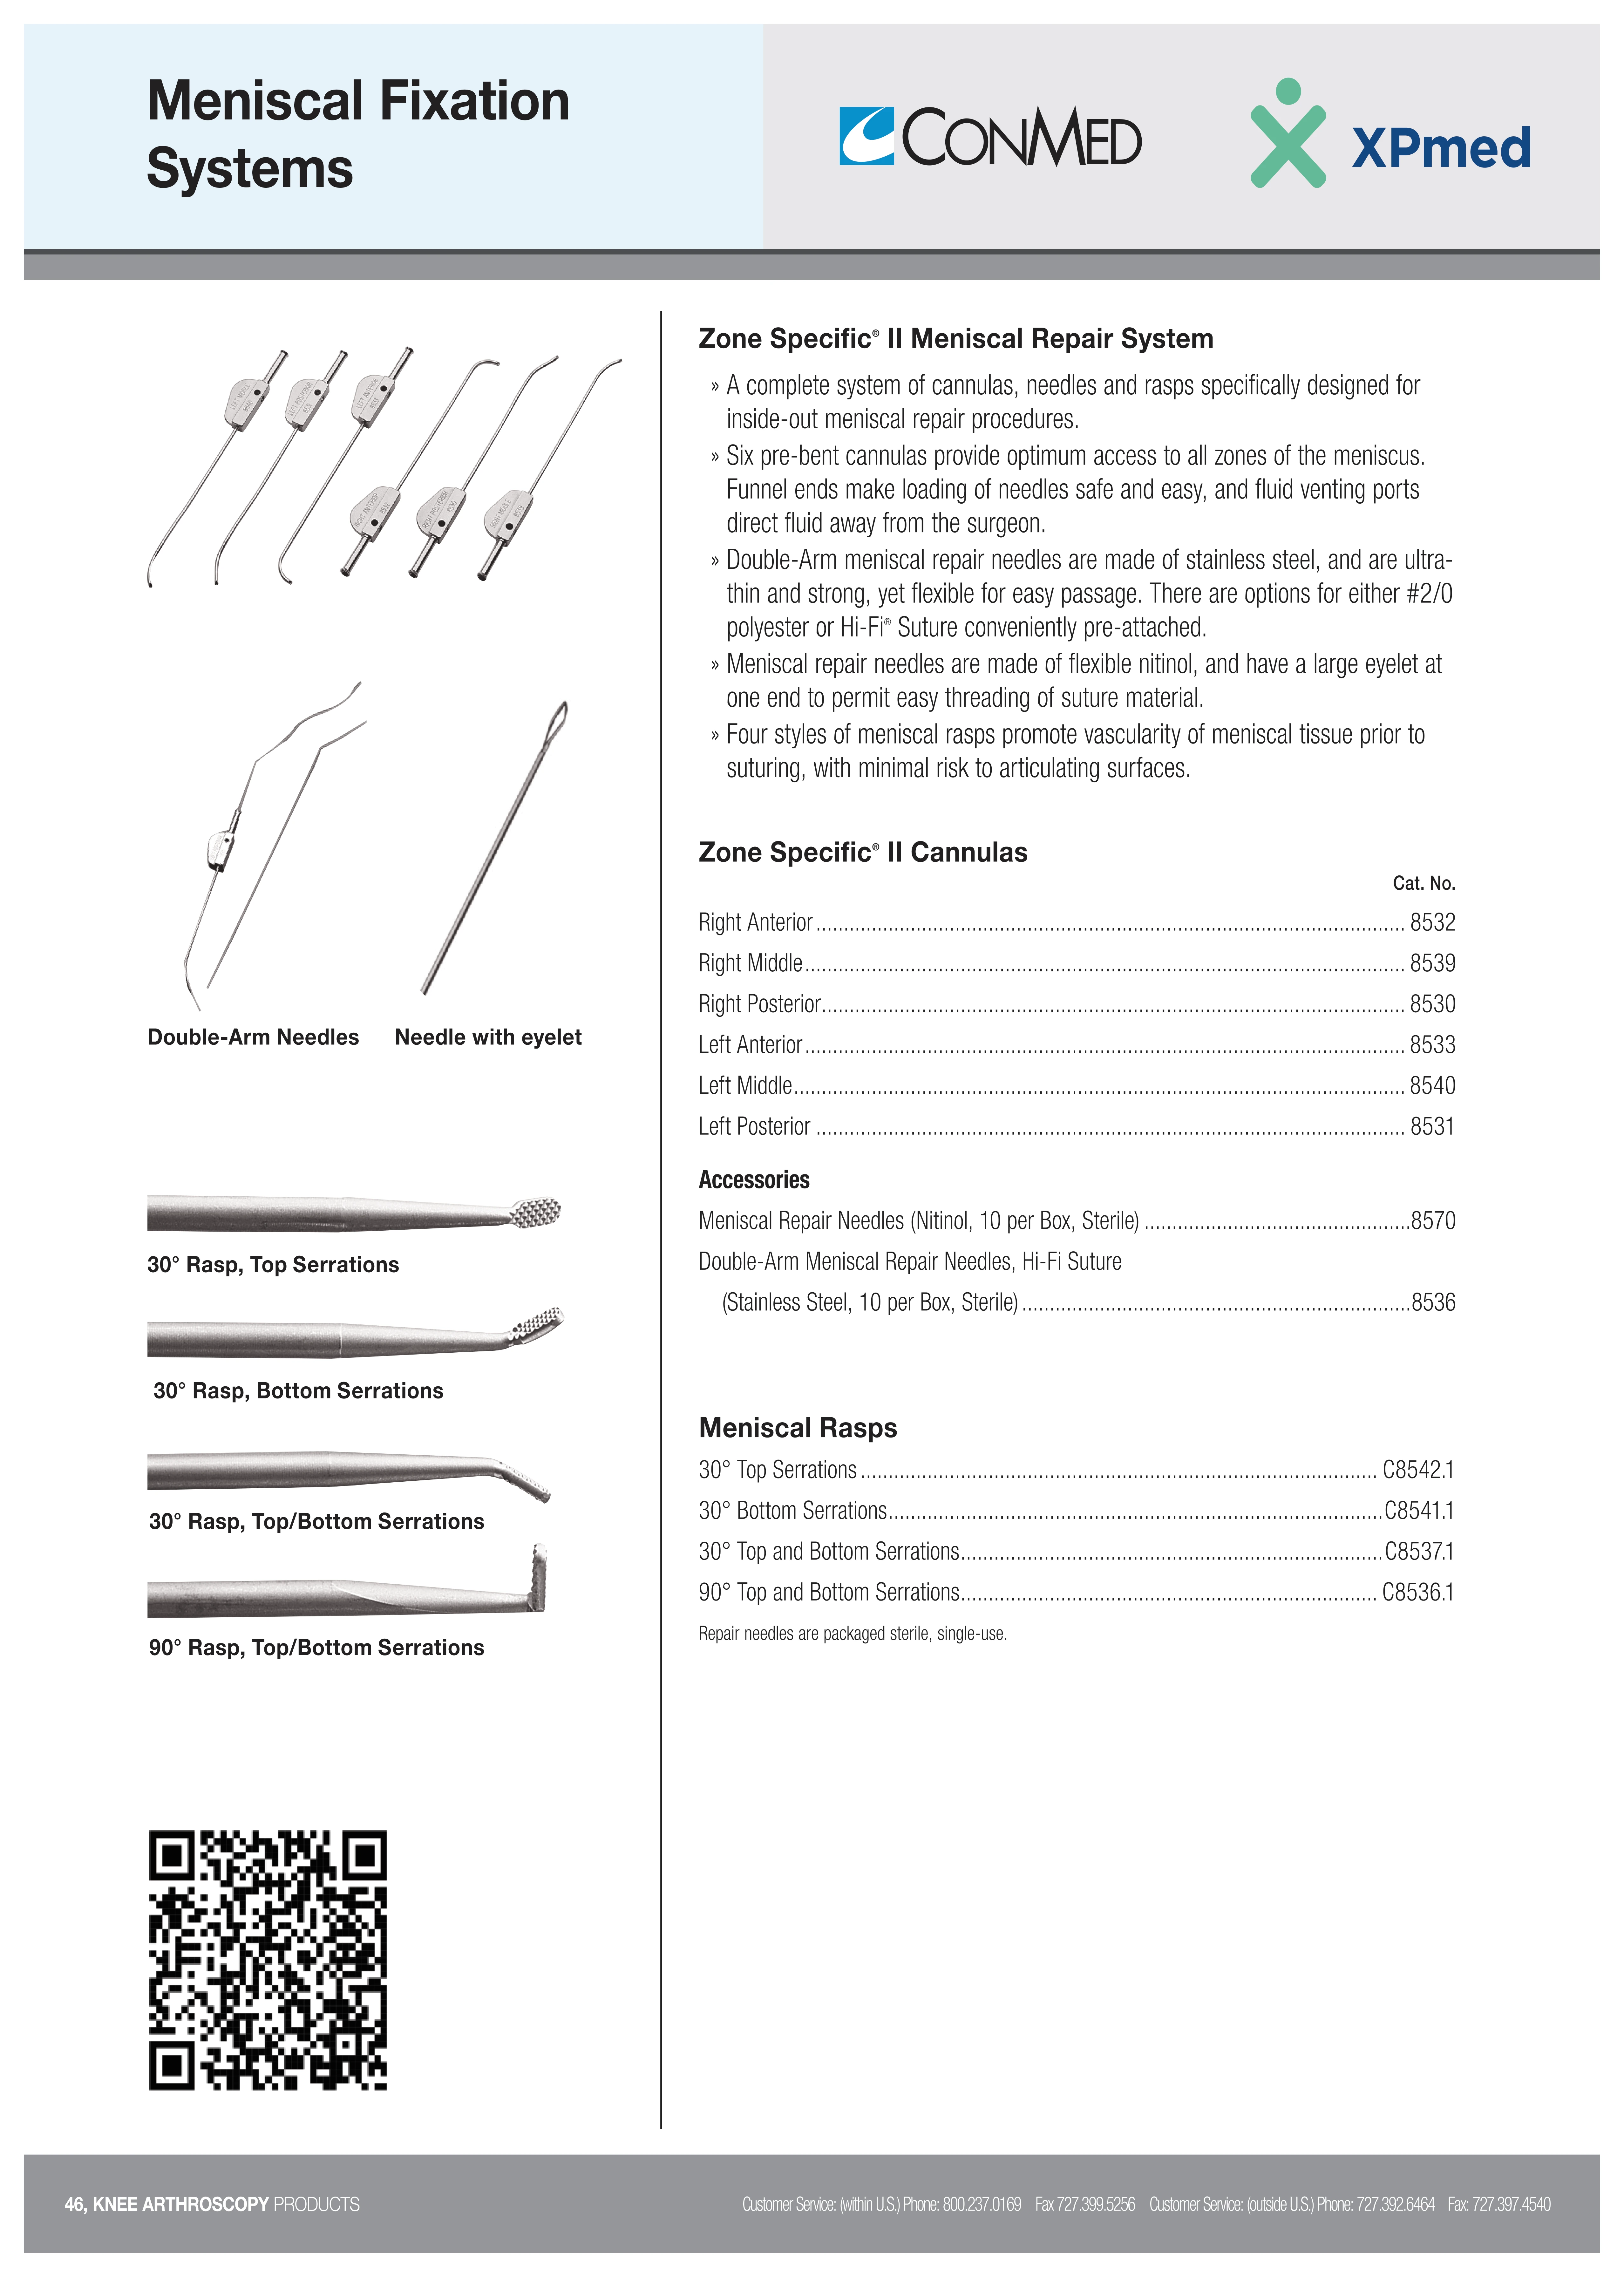 Meniscal Fixation
Systems
CONMED
XPmed
Zone Specific® II Meniscal Repair System
» A complete system of cannulas, needles and rasps specifically designed for
inside-out meniscal repair procedures.
» Six pre-bent cannulas provide optimum access to all zones of the meniscus.
Funnel ends make loading of needles safe and easy, and fluid venting ports
direct fluid away from the surgeon.
» Double-Arm meniscal repair needles are made of stainless steel, and are ultra-
thin and strong, yet flexible for easy passage. There are options for either #2/0
polyester or Hi-Fi® Suture conveniently pre-attached.
» Meniscal repair needles are made of flexible nitinol, and have a large eyelet at
one end to permit easy threading of suture material.
» Four styles of meniscal rasps promote vascularity of meniscal tissue prior to
suturing, with minimal risk to articulating surfaces.
Double-Arm Needles
Needle with eyelet
30° Rasp, Top Serrations
30° Rasp, Bottom Serrations
30° Rasp, Top/Bottom Serrations
90° Rasp, Top/Bottom Serrations
Zone Specific® II Cannulas
Cat. No.
Right Anterior 8532
Right Middle 8539
Right Posterior 8530
Left Anterior 8533
Left Middle 8540
Left Posterior 8531
Accessories
Meniscal Repair Needles (Nitinol, 10 per Box, Sterile) 8570
Double-Arm Meniscal Repair Needles, Hi-Fi Suture
(Stainless Steel, 10 per Box, Sterile) 8536
Meniscal Rasps
30° Top Serrations C8542.1
30° Bottom Serrations C8541.1
30° Top and Bottom Serrations C8537.1
90° Top and Bottom Serrations C8536.1
Repair needles are packaged sterile, single-use.
46, KNEE ARTHROSCOPY PRODUCTS
Customer Service: (within U.S.) Phone: 800.237.0169 Fax 727.399.5256 Customer Service: (outside U.S.) Phone: 727.392.6464 Fax: 727.397.4540